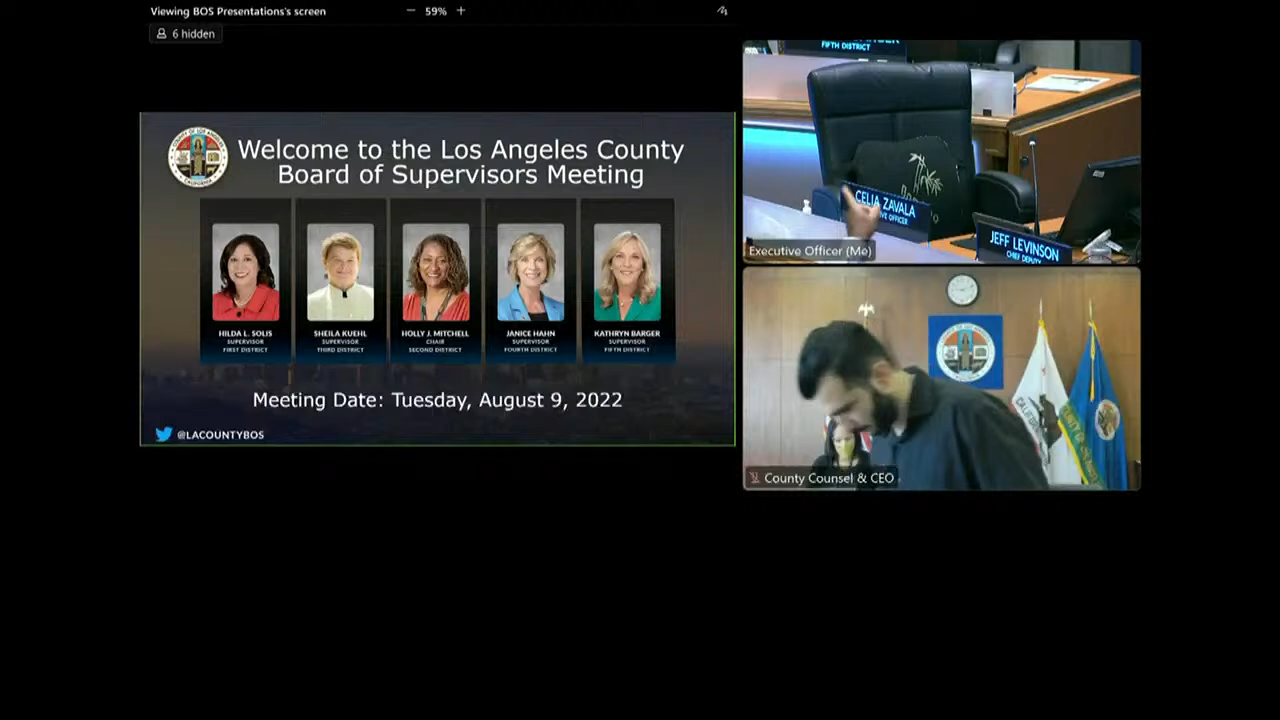 Viewing BOS Presentations's screen
59%
6 hidden
Welcome to the Los Angeles County
Board of Supervisors Meeting
HILDA L. SOLIS
SUPERVISOR
FIRST DISTRICT
SHEILA KUEHL
SUPERVISOR
THIRD DISTRICT
HOLLY J. MITCHELL
CHAIR
SECOND DISTRICT
JANICE HAHN
SUPERVISOR
FOURTH DISTRICT
KATHRYN BARGER
SUPERVISOR
FIFTH DISTRICT
Meeting Date: Tuesday, August 9, 2022
@LACOUNTYBOS
FIFTH DISTRICT
CELIA ZAVALA
OFFICER
JEFF LEVINSON
CHIEF DEPUTY
Executive Officer (Me)
CALIFORNIA
County Counsel & CEO